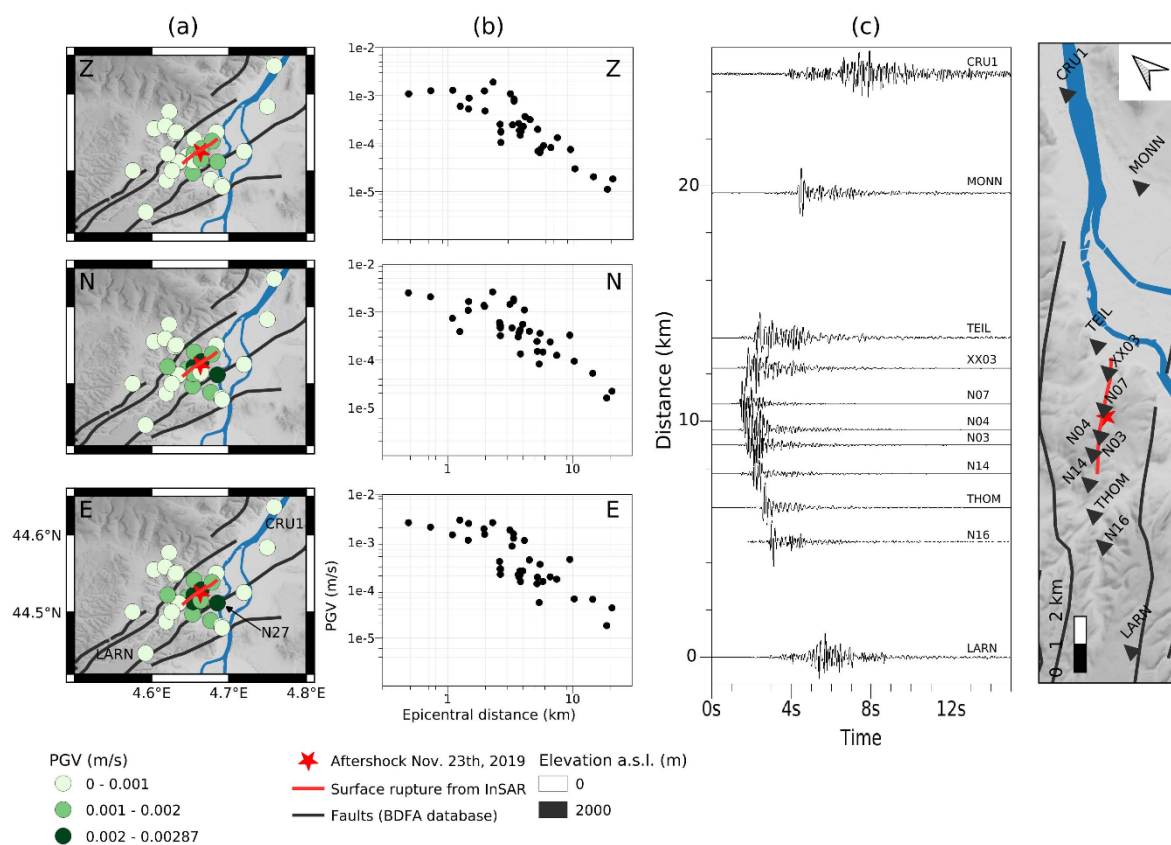 (a)
(b)
(c)
Z
N
E
CRU1
LARN
N27
44.6°N
44.5°N
4.6°E
4.7°E
4.8°E
Z
1e-2
1e-3
1e-4
1e-5
N
1e-2
1e-3
1e-4
1e-5
1
3
10
E
1e-2
1e-3
1e-4
1e-5
PGV (m/s)
1
3
10
Epicentral distance (km)
CRU1
MONN
TEIL
XX03
N07
N04
N03
N14
THOM
N16
LARN
20
10
0
Distance (km)
0s
4s
8s
12s
Time
CRU1
MONN
TEIL
XX03
N07
N04
N03
N14
THOM
N16
LARN
0 1 2 km
PGV (m/s)
0 - 0.001
0.001 - 0.002
0.002 - 0.00287
Aftershock Nov. 23th, 2019
Surface rupture from InSAR
Faults (BDFA database)
Elevation a.s.l. (m)
0
2000